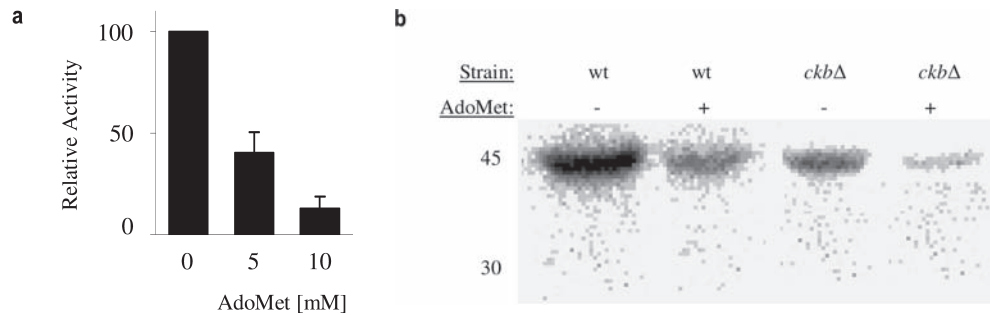 a
Relative Activity
100
50
0
0 5 10
AdoMet [mM]
b
Strain: wt wt ckbΔ ckbΔ
AdoMet: - + - +
45
30